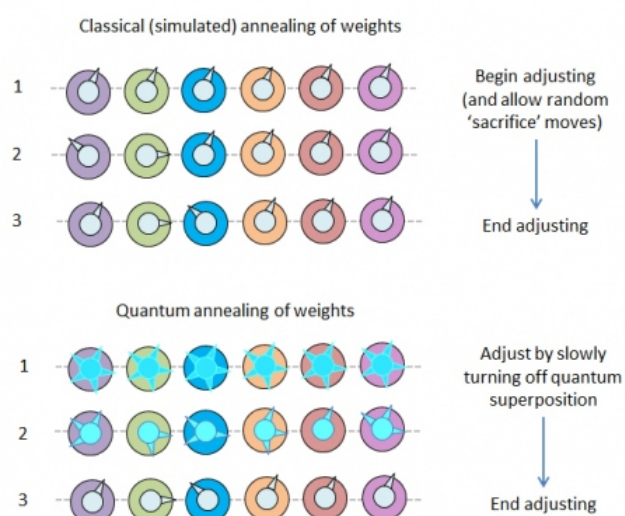 Classical (simulated) annealing of weights
1
Begin adjusting
(and allow random
'sacrifice' moves)
2
3
End adjusting
Quantum annealing of weights
1
Adjust by slowly
turning off quantum
superposition
2
3
End adjusting